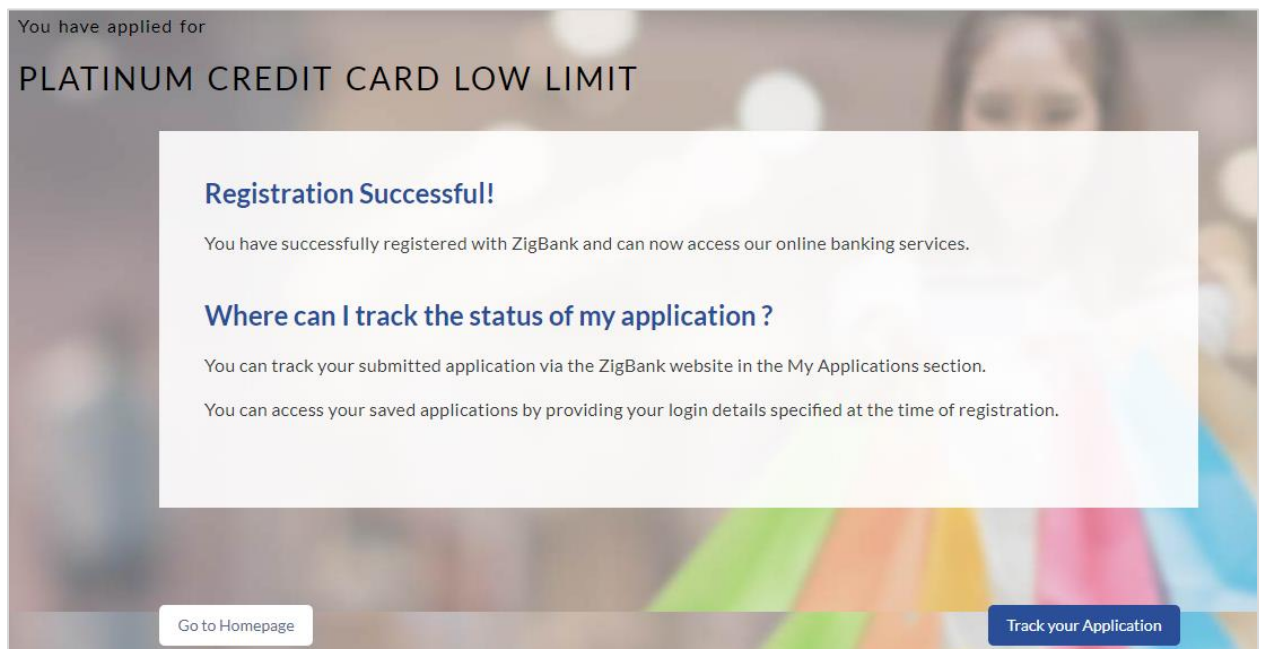 You have applied for
PLATINUM CREDIT CARD LOW LIMIT
Registration Successful!
You have successfully registered with ZigBank and can now access our online banking services.
Where can I track the status of my application ?
You can track your submitted application via the ZigBank website in the My Applications section.
You can access your saved applications by providing your login details specified at the time of registration.
Go to Homepage
Track your Application